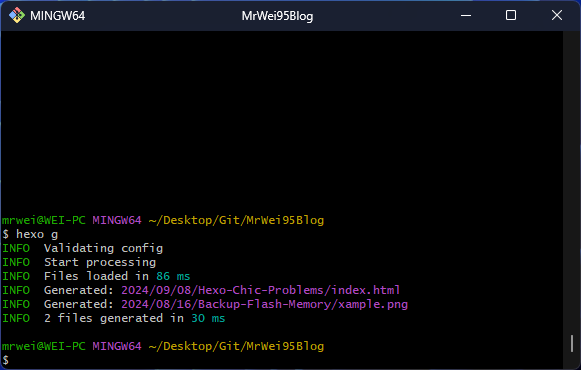 MINGW64 MrWei95Blog
mrwei@WEI-PC MINGW64 ~/Desktop/Git/MrWei95Blog
$ hexo g
INFO  Validating config
INFO  Start processing
INFO  Files loaded in 86 ms
INFO  Generated: 2024/09/08/Hexo-Chic-Problems/index.html
INFO  Generated: 2024/08/16/Backup-Flash-Memory/xample.png
INFO  2 files generated in 30 ms
mrwei@WEI-PC MINGW64 ~/Desktop/Git/MrWei95Blog
$